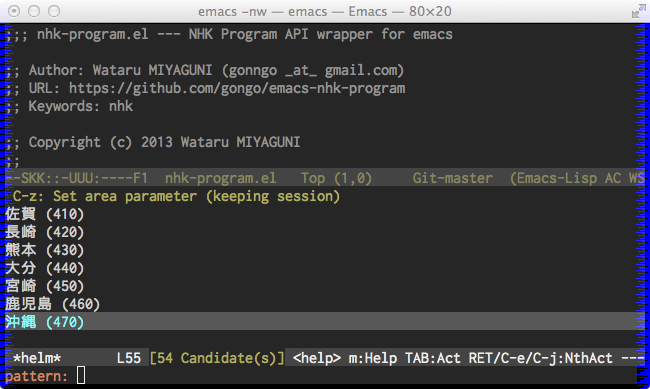 emacs -nw — emacs — Emacs — 80×20
;;; nhk-program.el --- NHK Program API wrapper for emacs
;; Author: Wataru MIYAGUNI (gonngo _at_ gmail.com)
;; URL: https://github.com/gongo/emacs-nhk-program
;; Keywords: nhk
;; Copyright (c) 2013 Wataru MIYAGUNI
;;
--SKK::-UUU:----F1  nhk-program.el   Top (1,0)     Git-master  (Emacs-Lisp AC WS
C-z: Set area parameter (keeping session)
佐賀 (410)
長崎 (420)
熊本 (430)
大分 (440)
宮崎 (450)
鹿児島 (460)
沖縄 (470)
*helm*       L55 [54 Candidate(s)] <help> m:Help TAB:Act RET/C-e/C-j:NthAct ---
pattern: